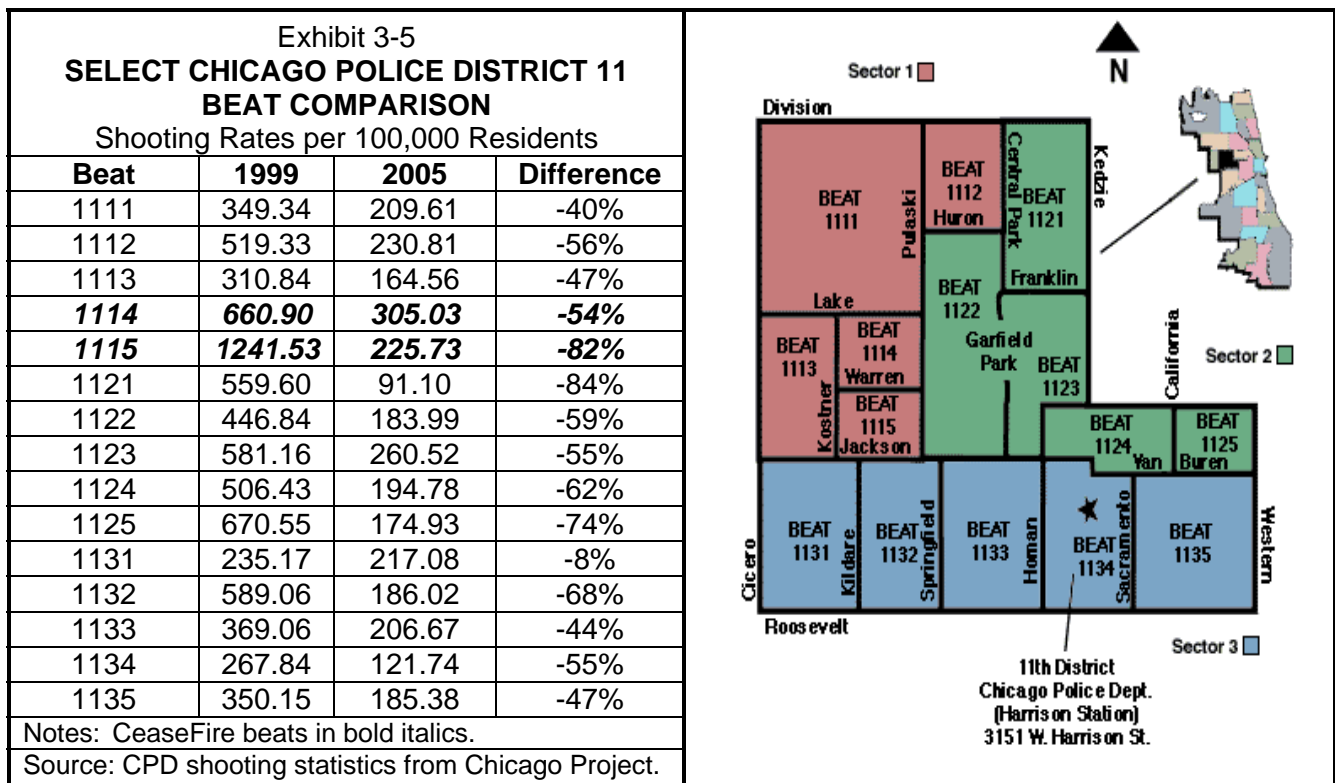 Exhibit 3-5
SELECT CHICAGO POLICE DISTRICT 11
BEAT COMPARISON
Shooting Rates per 100,000 Residents
Beat 1999 2005 Difference
1111 349.34 209.61 -40%
1112 519.33 230.81 -56%
1113 310.84 164.56 -47%
1114 660.90 305.03 -54%
1115 1241.53 225.73 -82%
1121 559.60 91.10 -84%
1122 446.84 183.99 -59%
1123 581.16 260.52 -55%
1124 506.43 194.78 -62%
1125 670.55 174.93 -74%
1131 235.17 217.08 -8%
1132 589.06 186.02 -68%
1133 369.06 206.67 -44%
1134 267.84 121.74 -55%
1135 350.15 185.38 -47%
Notes: CeaseFire beats in bold italics.
Source: CPD shooting statistics from Chicago Project.
N
Sector 1
Division
Kedzie
Central Park
BEAT
1111
Pulaski
BEAT
1112
Huron
BEAT
1121
Franklin
Lake
BEAT
1122
Garfield
Park
BEAT
1123
California
Sector 2
BEAT
1113
Kostner
BEAT
1114
Warren
BEAT
1115
Jackson
BEAT
1124
Van
BEAT
1125
Buren
Cicero
BEAT
1131
Kildare
BEAT
1132
Springfield
BEAT
1133
Homan
BEAT
1134
Sacramento
BEAT
1135
Western
Roosevelt
Sector 3
11th District
Chicago Police Dept.
(Harrison Station)
3151 W. Harrison St.